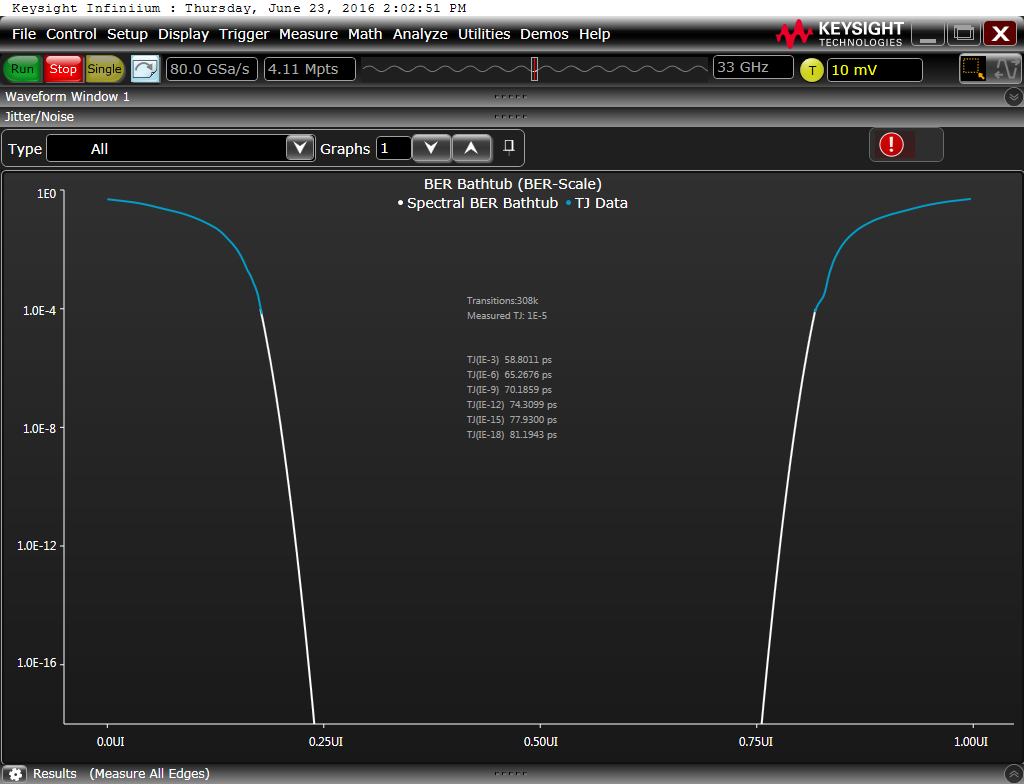 Keysight Infiniium : Thursday, June 23, 2016 2:02:51 PM
File Control Setup Display Trigger Measure Math Analyze Utilities Demos Help
KEYSIGHT
TECHNOLOGIES
Run Stop Single 80.0 GSa/s 4.11 Mpts 33 GHz T 10 mV
Waveform Window 1
Jitter/Noise
Type All Graphs 1
BER Bathtub (BER-Scale)
• Spectral BER Bathtub • TJ Data
1E0
1.0E-4
1.0E-8
1.0E-12
1.0E-16
Transitions:308k
Measured TJ: 1E-5
TJ(IE-3) 58.8011 ps
TJ(IE-6) 65.2676 ps
TJ(IE-9) 70.1859 ps
TJ(IE-12) 74.3099 ps
TJ(IE-15) 77.9300 ps
TJ(IE-18) 81.1943 ps
0.0UI 0.25UI 0.50UI 0.75UI 1.00UI
Results (Measure All Edges)